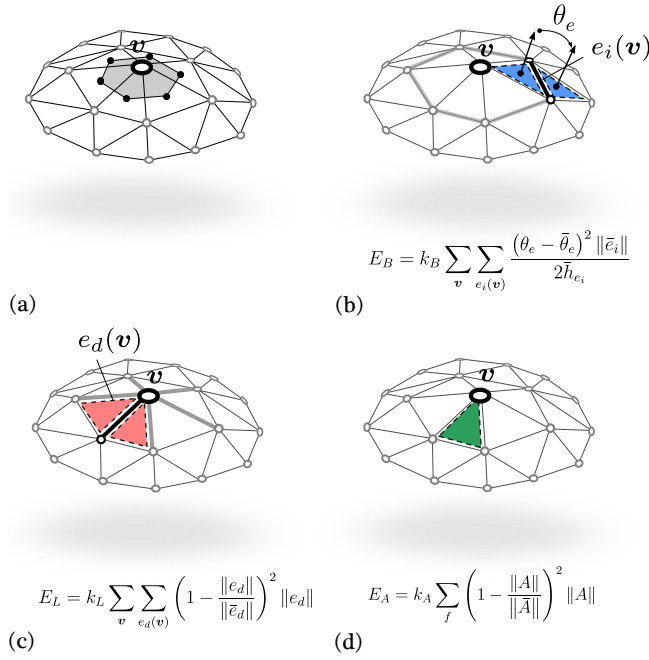 v
(a)
θ_e
v
e_i(v)
E_B = k_B ∑_v ∑_{e_i(v)} (θ_e − θ̄_e)² ‖ē_i‖ / 2h̄_{e_i}
(b)
e_d(v)
v
E_L = k_L ∑_v ∑_{e_d(v)} (1 − ‖e_d‖ / ‖ē_d‖)² ‖e_d‖
(c)
v
E_A = k_A ∑_f (1 − ‖A‖ / ‖Ā‖)² ‖A‖
(d)